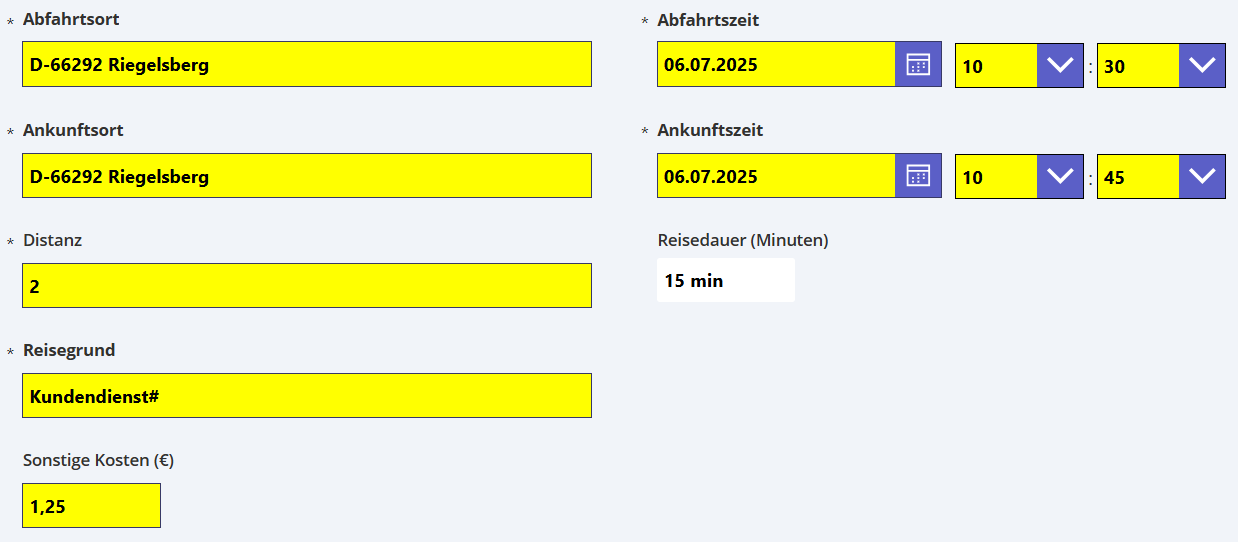 * Abfahrtsort
D-66292 Riegelsberg
* Abfahrtszeit
06.07.2025 10 : 30
* Ankunftsort
D-66292 Riegelsberg
* Ankunftszeit
06.07.2025 10 : 45
* Distanz
2
Reisedauer (Minuten)
15 min
* Reisegrund
Kundendienst#
Sonstige Kosten (€)
1,25